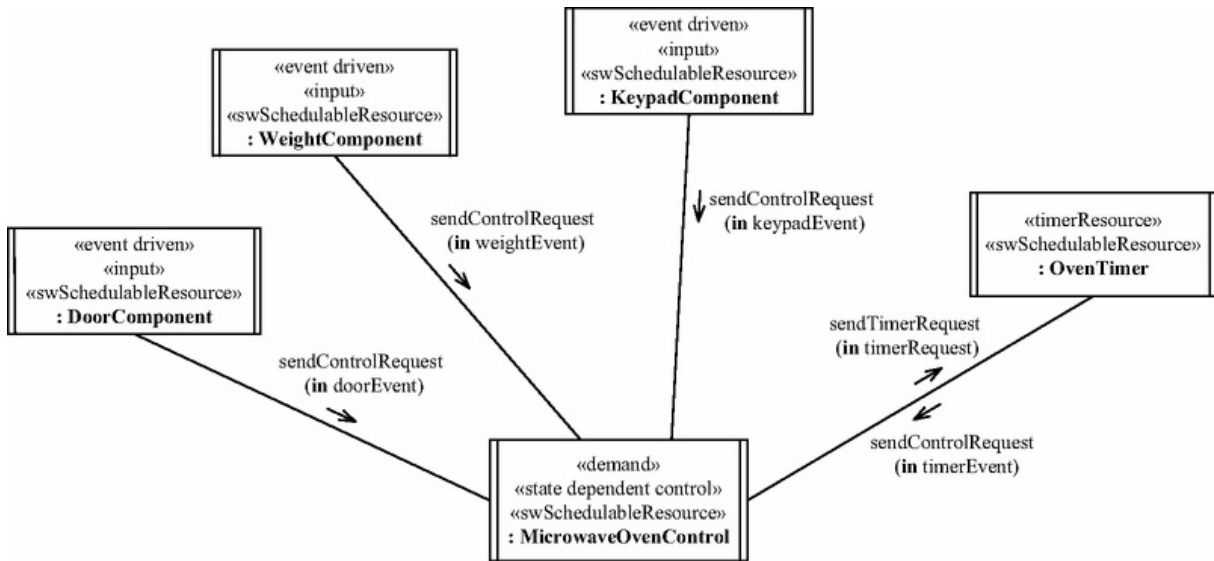 «event driven»
«input»
«swSchedulableResource»
: KeypadComponent
«event driven»
«input»
«swSchedulableResource»
: WeightComponent
sendControlRequest
(in weightEvent)
sendControlRequest
(in keypadEvent)
«timerResource»
«swSchedulableResource»
: OvenTimer
«event driven»
«input»
«swSchedulableResource»
: DoorComponent
sendControlRequest
(in doorEvent)
sendTimerRequest
(in timerRequest)
sendControlRequest
(in timerEvent)
«demand»
«state dependent control»
«swSchedulableResource»
: MicrowaveOvenControl